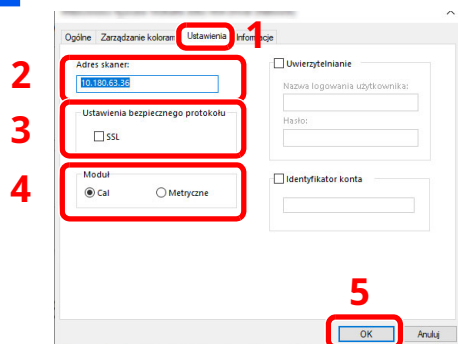 Ogólne Zarządzanie kolorami Ustawienia Informacje
1
2
Adres skaner:
10.180.63.36
Uwierzytelnianie
Nazwa logowania użytkownika:
Hasło:
3
Ustawienia bezpiecznego protokołu
SSL
4
Moduł
Cal Metryczne
Identyfikator konta
5
OK Anuluj